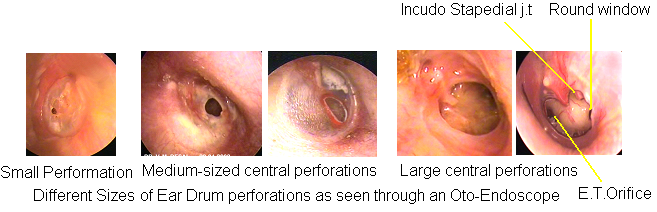 Incudo Stapedial j.t Round window
Small Performation Medium-sized central perforations Large central perforations
Different Sizes of Ear Drum perforations as seen through an Oto-Endoscope E.T.Orifice